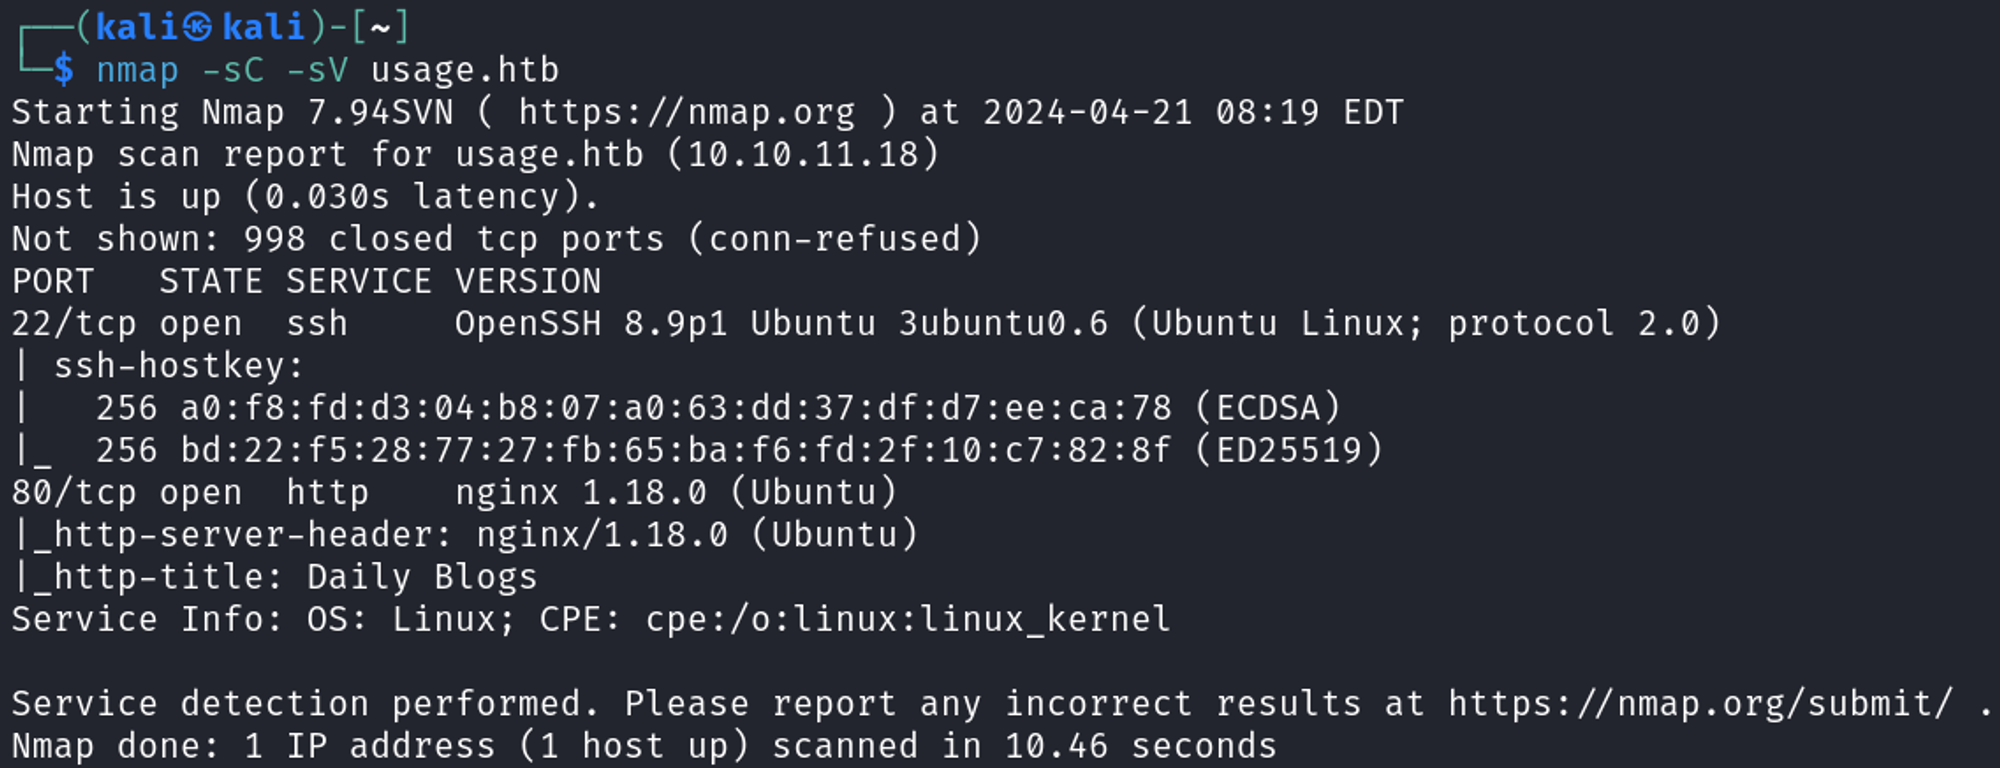 ┌──(kali㉿kali)-[~]
└─$ nmap -sC -sV usage.htb
Starting Nmap 7.94SVN ( https://nmap.org ) at 2024-04-21 08:19 EDT
Nmap scan report for usage.htb (10.10.11.18)
Host is up (0.030s latency).
Not shown: 998 closed tcp ports (conn-refused)
PORT   STATE SERVICE VERSION
22/tcp open  ssh     OpenSSH 8.9p1 Ubuntu 3ubuntu0.6 (Ubuntu Linux; protocol 2.0)
| ssh-hostkey:
|   256 a0:f8:fd:d3:04:b8:07:a0:63:dd:37:df:d7:ee:ca:78 (ECDSA)
|_  256 bd:22:f5:28:77:27:fb:65:ba:f6:fd:2f:10:c7:82:8f (ED25519)
80/tcp open  http    nginx 1.18.0 (Ubuntu)
|_http-server-header: nginx/1.18.0 (Ubuntu)
|_http-title: Daily Blogs
Service Info: OS: Linux; CPE: cpe:/o:linux:linux_kernel

Service detection performed. Please report any incorrect results at https://nmap.org/submit/ .
Nmap done: 1 IP address (1 host up) scanned in 10.46 seconds